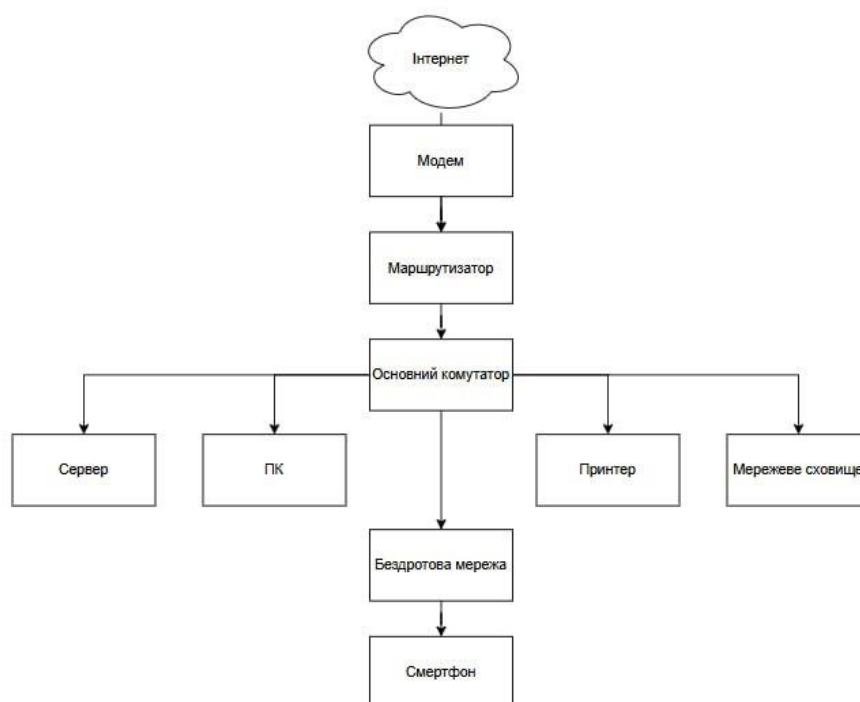 Інтернет
Модем
Маршрутизатор
Основний комутатор
Сервер
ПК
Принтер
Мережеве сховище
Бездротова мережа
Смертфон